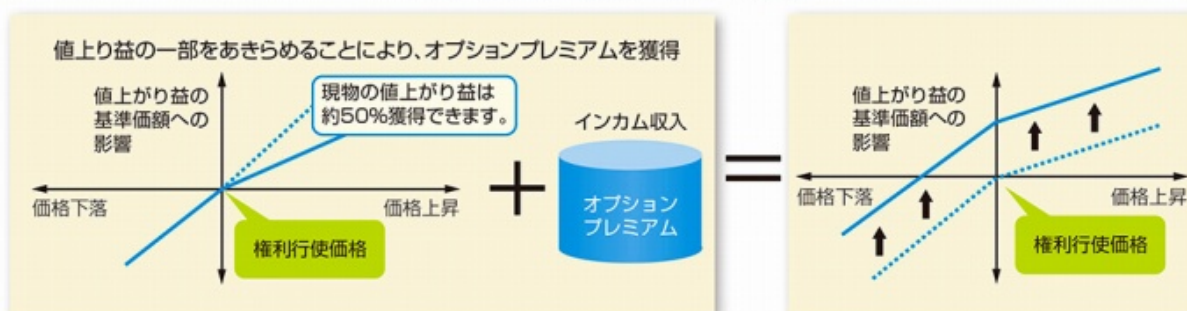 値上り益の一部をあきらめることにより、オプションプレミアムを獲得
値上がり益の
基準価額への
影響
現物の値上がり益は
約50%獲得できます。
価格下落
価格上昇
権利行使価格
+
インカム収入
オプション
プレミアム
=
値上がり益の
基準価額への
影響
価格下落
価格上昇
権利行使価格